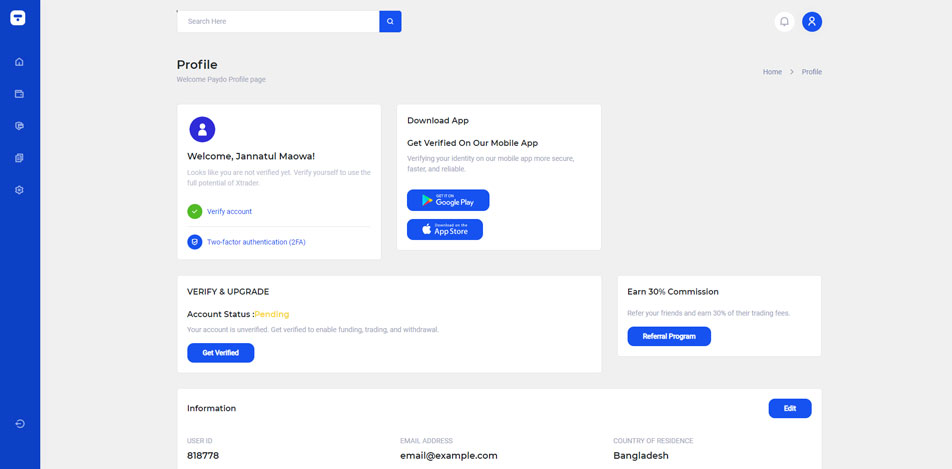 Search Here
Profile
Welcome Paydo Profile page
Home > Profile
Welcome, Jannatul Maowa!
Looks like you are not verified yet. Verify yourself to use the
full potential of Xtrader.
Verify account
Two-factor authentication (2FA)
Download App
Get Verified On Our Mobile App
Verifying your identity on our mobile app more secure,
faster, and reliable.
GET IT ON
Google Play
Download on the
App Store
VERIFY & UPGRADE
Account Status :Pending
Your account is unverified. Get verified to enable funding, trading, and withdrawal.
Get Verified
Earn 30% Commission
Refer your friends and earn 30% of their trading fees.
Referral Program
Information
Edit
USER ID
818778
EMAIL ADDRESS
email@example.com
COUNTRY OF RESIDENCE
Bangladesh